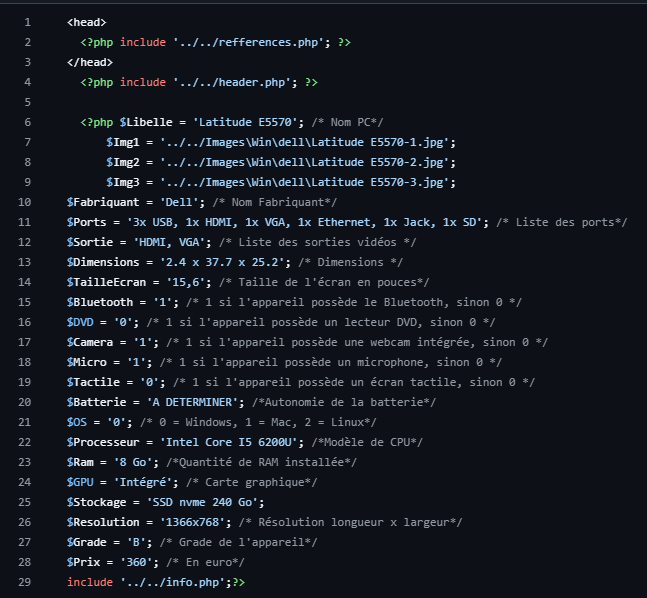 1 <head>
2 <?php include '../../refferences.php'; ?>
3 </head>
4 <?php include '../../header.php'; ?>
5
6 <?php $Libelle = 'Latitude E5570'; /* Nom PC*/
7 $Img1 = '../../Images\Win\dell\Latitude E5570-1.jpg';
8 $Img2 = '../../Images\Win\dell\Latitude E5570-2.jpg';
9 $Img3 = '../../Images\Win\dell\Latitude E5570-3.jpg';
10 $Fabriquant = 'Dell'; /* Nom Fabriquant*/
11 $Ports = '3x USB, 1x HDMI, 1x VGA, 1x Ethernet, 1x Jack, 1x SD'; /* Liste des ports*/
12 $Sortie = 'HDMI, VGA'; /* Liste des sorties vidéos */
13 $Dimensions = '2.4 x 37.7 x 25.2'; /* Dimensions */
14 $TailleEcran = '15,6'; /* Taille de l'écran en pouces*/
15 $Bluetooth = '1'; /* 1 si l'appareil possède le Bluetooth, sinon 0 */
16 $DVD = '0'; /* 1 si l'appareil possède un lecteur DVD, sinon 0 */
17 $Camera = '1'; /* 1 si l'appareil possède une webcam intégrée, sinon 0 */
18 $Micro = '1'; /* 1 si l'appareil possède un microphone, sinon 0 */
19 $Tactile = '0'; /* 1 si l'appareil possède un écran tactile, sinon 0 */
20 $Batterie = 'A DETERMINER'; /*Autonomie de la batterie*/
21 $OS = '0'; /* 0 = Windows, 1 = Mac, 2 = Linux*/
22 $Processeur = 'Intel Core I5 6200U'; /*Modèle de CPU*/
23 $Ram = '8 Go'; /*Quantité de RAM installée*/
24 $GPU = 'Intégré'; /* Carte graphique*/
25 $Stockage = 'SSD nvme 240 Go';
26 $Resolution = '1366x768'; /* Résolution longueur x largeur*/
27 $Grade = 'B'; /* Grade de l'appareil*/
28 $Prix = '360'; /* En euro*/
29 include '../../info.php';?>